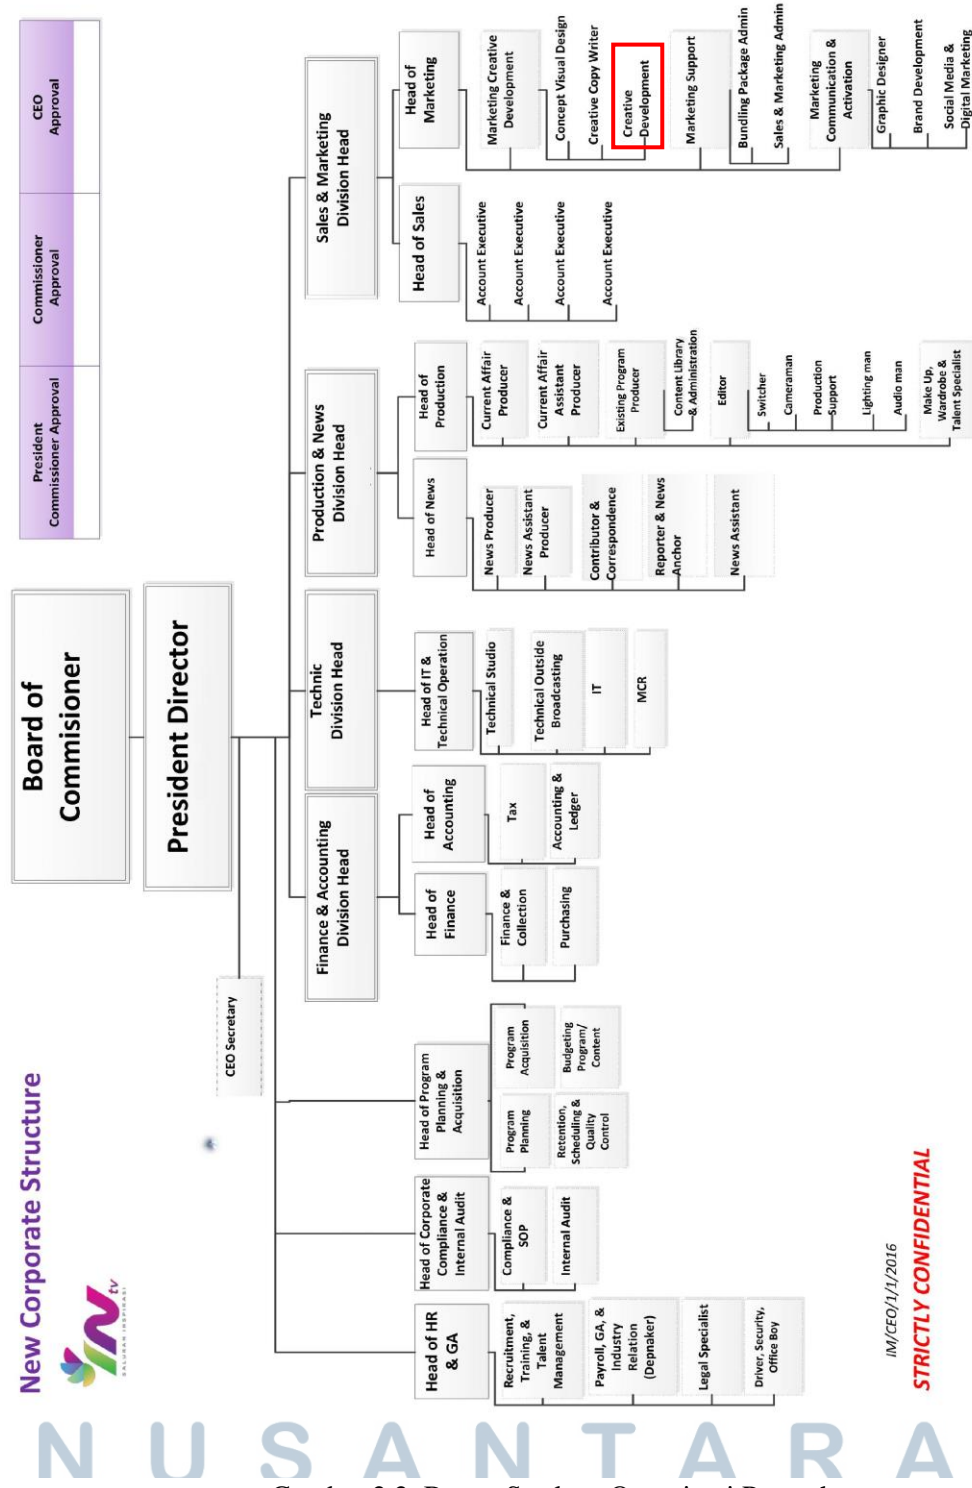 New Corporate Structure
INtv
SALURAN INSPIRASI
President
Commissioner Approval
Commissioner
Approval
CEO
Approval
Board of
Commisioner
President Director
CEO Secretary
Head of HR
& GA
Recruitment,
Training, &
Talent
Management
Payroll, GA, &
Industry
Relation
(Depnaker)
Legal Specialist
Driver, Security,
Office Boy
Head of Corporate
Compliance &
Internal Audit
Compliance &
SOP
Internal Audit
Head of Program
Planning &
Acquisition
Program
Planning
Retention,
Scheduling &
Quality
Control
Program
Acquisition
Budgeting
Program/
Content
Finance & Accounting
Division Head
Head of
Finance
Finance &
Collection
Purchasing
Head of
Accounting
Tax
Accounting &
Ledger
Technic
Division Head
Head of IT &
Technical Operation
Technical Studio
Technical Outside
Broadcasting
IT
MCR
Production & News
Division Head
Head of News
News Producer
News Assistant
Producer
Contributor &
Correspondence
Reporter & News
Anchor
News Assistant
Head of
Production
Current Affair
Producer
Current Affair
Assistant
Producer
Existing Program
Producer
Content Library
& Administration
Editor
Switcher
Cameraman
Production
Support
Lighting man
Audio man
Make Up,
Wardrobe &
Talent Specialist
Sales & Marketing
Division Head
Head of Sales
Account Executive
Account Executive
Account Executive
Account Executive
Head of
Marketing
Marketing Creative
Development
Concept Visual Design
Creative Copy Writer
Creative
Development
Marketing Support
Bundling Package Admin
Sales & Marketing Admin
Marketing
Communication &
Activation
Graphic Designer
Brand Development
Social Media &
Digital Marketing
IM/CEO/1/1/2016
STRICTLY CONFIDENTIAL
NUSANTARA